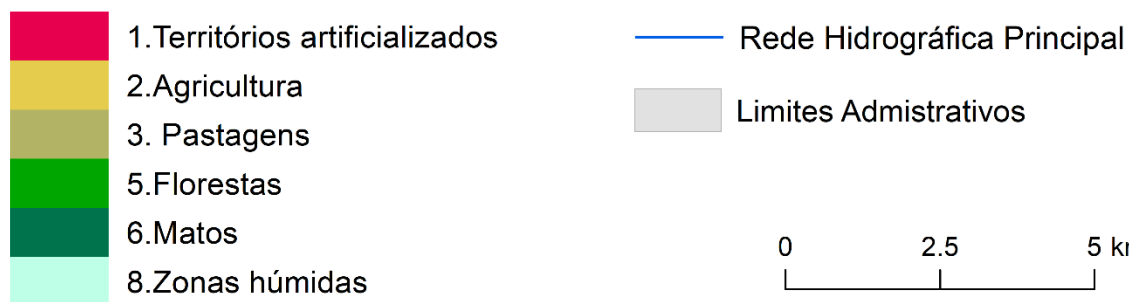 1.Territórios artificializados
2.Agricultura
3. Pastagens
5.Florestas
6.Matos
8.Zonas húmidas
Rede Hidrográfica Principal
Limites Admistrativos
0 2.5 5 km